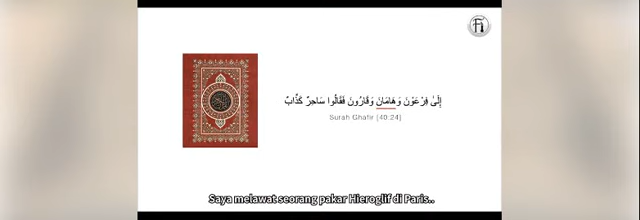 إِلَىٰ فِرْعَوْنَ وَهَامَانَ وَقَارُونَ فَقَالُوا سَاحِرٌ كَذَّابٌ
Surah Ghafir [40:24]
Saya melawat seorang pakar Hieroglif di Paris..